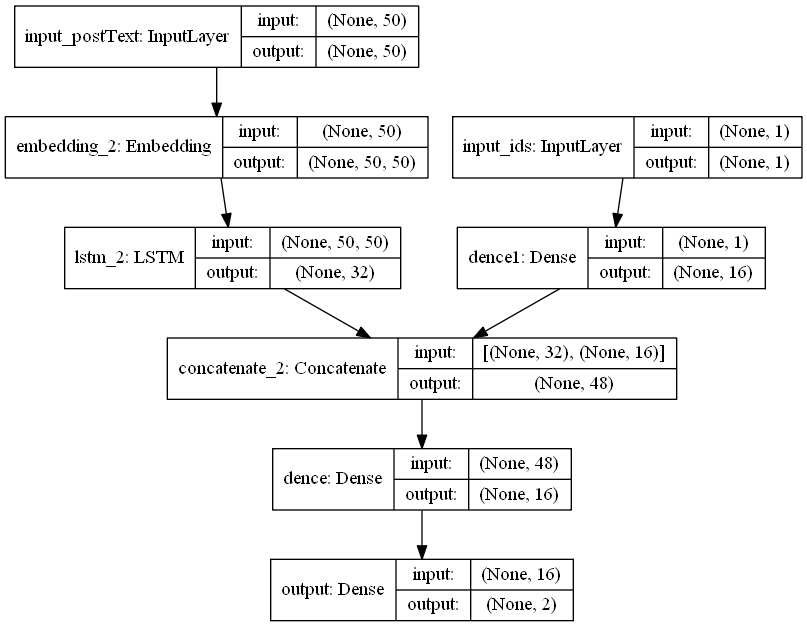 input_postText: InputLayer
input: (None, 50)
output: (None, 50)
embedding_2: Embedding
input: (None, 50)
output: (None, 50, 50)
input_ids: InputLayer
input: (None, 1)
output: (None, 1)
lstm_2: LSTM
input: (None, 50, 50)
output: (None, 32)
dence1: Dense
input: (None, 1)
output: (None, 16)
concatenate_2: Concatenate
input: [(None, 32), (None, 16)]
output: (None, 48)
dence: Dense
input: (None, 48)
output: (None, 16)
output: Dense
input: (None, 16)
output: (None, 2)